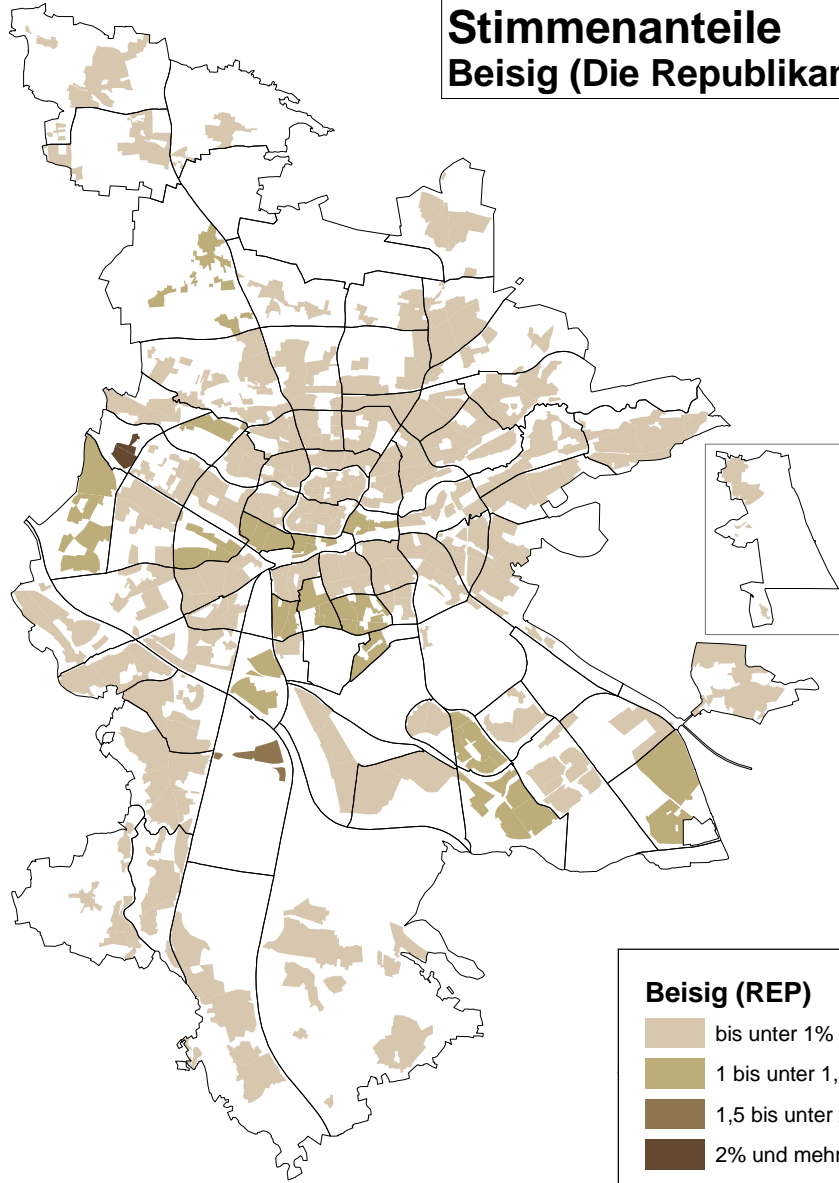 Stimmenanteile
Beisig (Die Republikan
Beisig (REP)
bis unter 1%
1 bis unter 1,
1,5 bis unter
2% und mehr